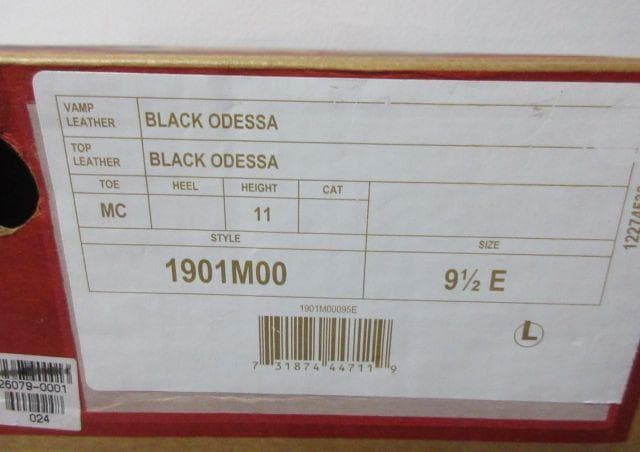 VAMP LEATHER BLACK ODESSA
TOP LEATHER BLACK ODESSA
TOE HEEL HEIGHT CAT
MC 11
STYLE SIZE
1901M00 9½ E
1901M00095E
L
7 31874 44711 9
26079-0001
024